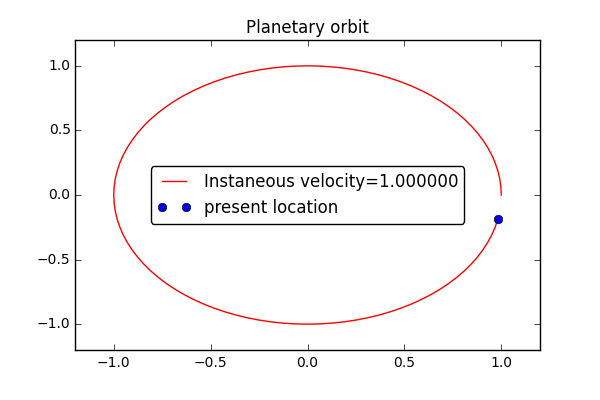 Planetary orbit
1.0
0.5
0.0
−0.5
−1.0
Instaneous velocity=1.000000
present location
−1.0 −0.5 0.0 0.5 1.0